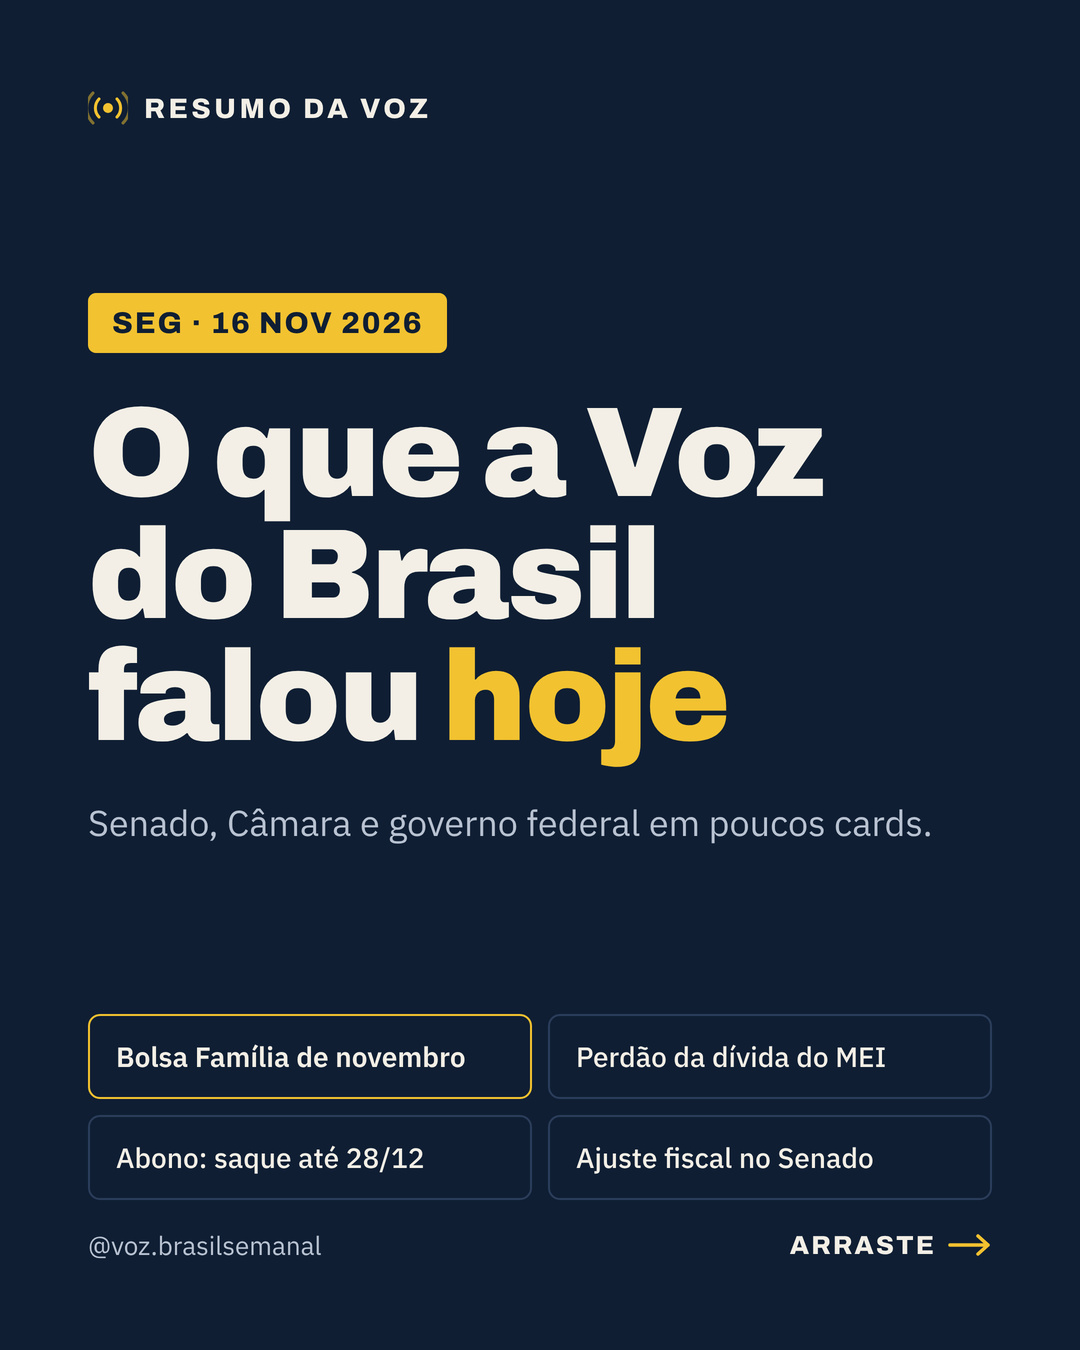 RESUMO DA VOZ
SEG · 16 NOV 2026
O que a Voz
do Brasil
falou hoje
Senado, Câmara e governo federal em poucos cards.
Bolsa Família de novembro
Perdão da dívida do MEI
Abono: saque até 28/12
Ajuste fiscal no Senado
@voz.brasilsemanal
ARRASTE →